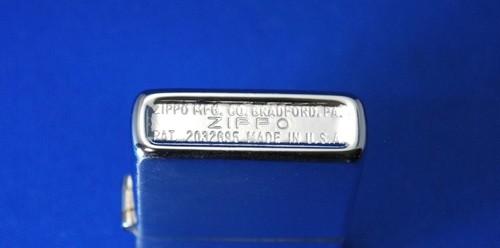 ZIPPO MFG. CO. BRADFORD, PA.
ZIPPO
PAT. 2032695 MADE IN U.S.A.